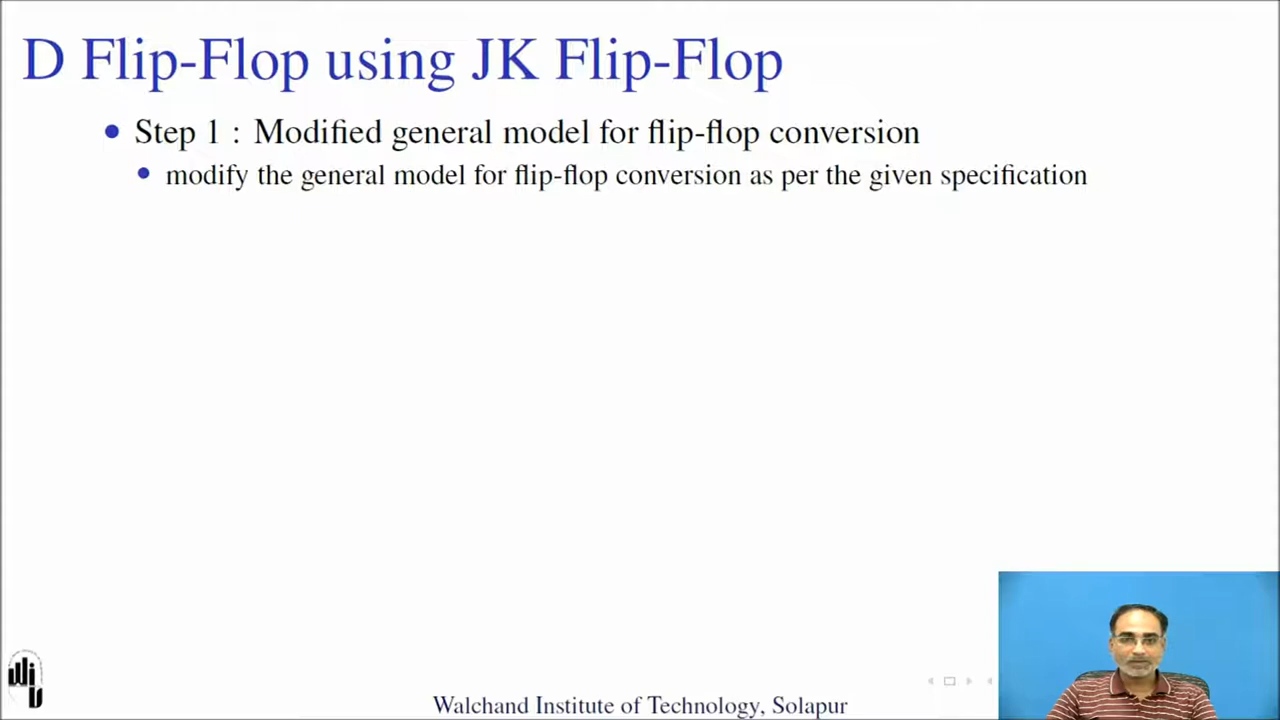 D Flip-Flop using JK Flip-Flop
Step 1 : Modified general model for flip-flop conversion
modify the general model for flip-flop conversion as per the given specification
Walchand Institute of Technology, Solapur